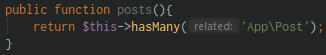 public function posts(){
return $this->hasMany( related: 'App\Post');
}